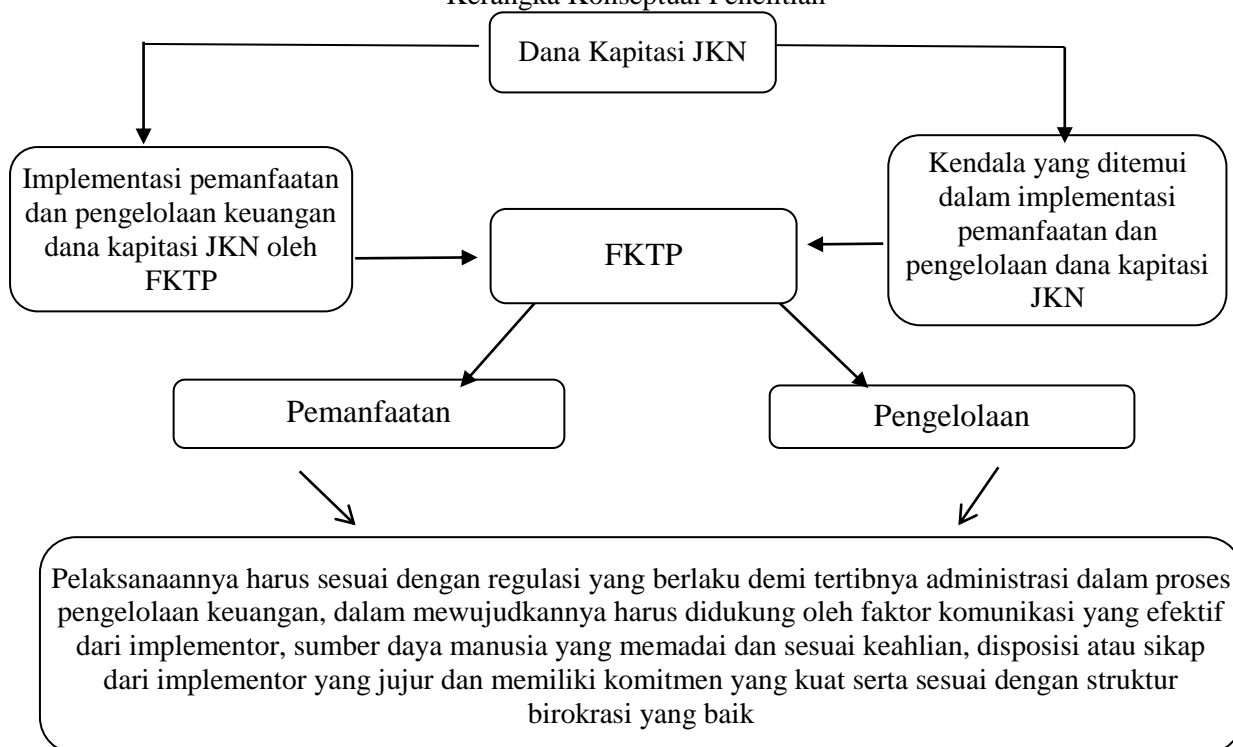 Kerangka Konseptual Penelitian
Dana Kapitasi JKN
Implementasi pemanfaatan
dan pengelolaan keuangan
dana kapitasi JKN oleh
FKTP
Kendala yang ditemui
dalam implementasi
pemanfaatan dan
pengelolaan dana kapitasi
JKN
FKTP
Pemanfaatan
Pengelolaan
Pelaksanaannya harus sesuai dengan regulasi yang berlaku demi tertibnya administrasi dalam proses
pengelolaan keuangan, dalam mewujudkannya harus didukung oleh faktor komunikasi yang efektif
dari implementor, sumber daya manusia yang memadai dan sesuai keahlian, disposisi atau sikap
dari implementor yang jujur dan memiliki komitmen yang kuat serta sesuai dengan struktur
birokrasi yang baik